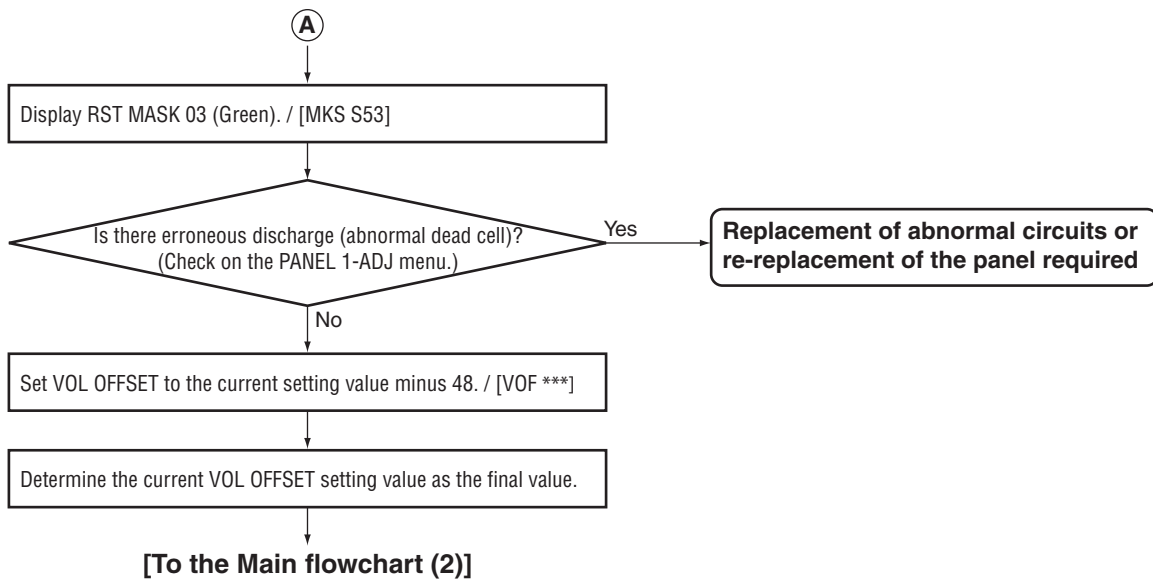 A
Display RST MASK 03 (Green). / [MKS S53]
Is there erroneous discharge (abnormal dead cell)?
(Check on the PANEL 1-ADJ menu.)
Yes
Replacement of abnormal circuits or
re-replacement of the panel required
No
Set VOL OFFSET to the current setting value minus 48. / [VOF ***]
Determine the current VOL OFFSET setting value as the final value.
[To the Main flowchart (2)]